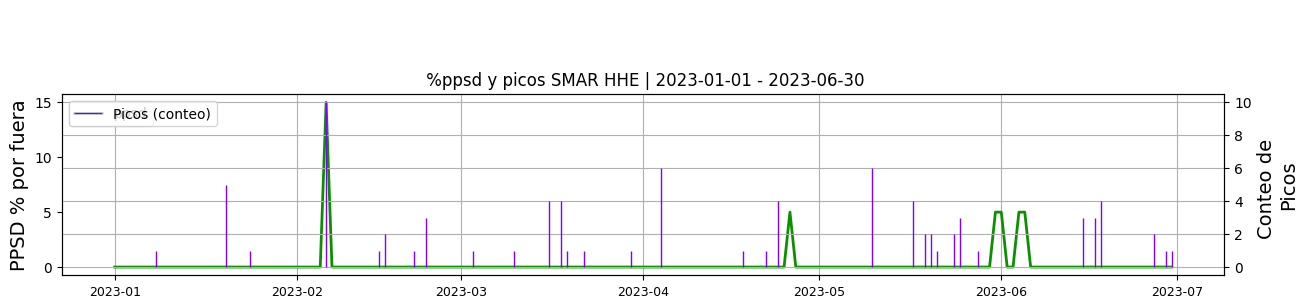 %ppsd y picos SMAR HHE | 2023-01-01 - 2023-06-30
PPSD % por fuera
15
10
5
0
Picos (conteo)
10
8
6
4
2
0
Conteo de
Picos
2023-01 2023-02 2023-03 2023-04 2023-05 2023-06 2023-07